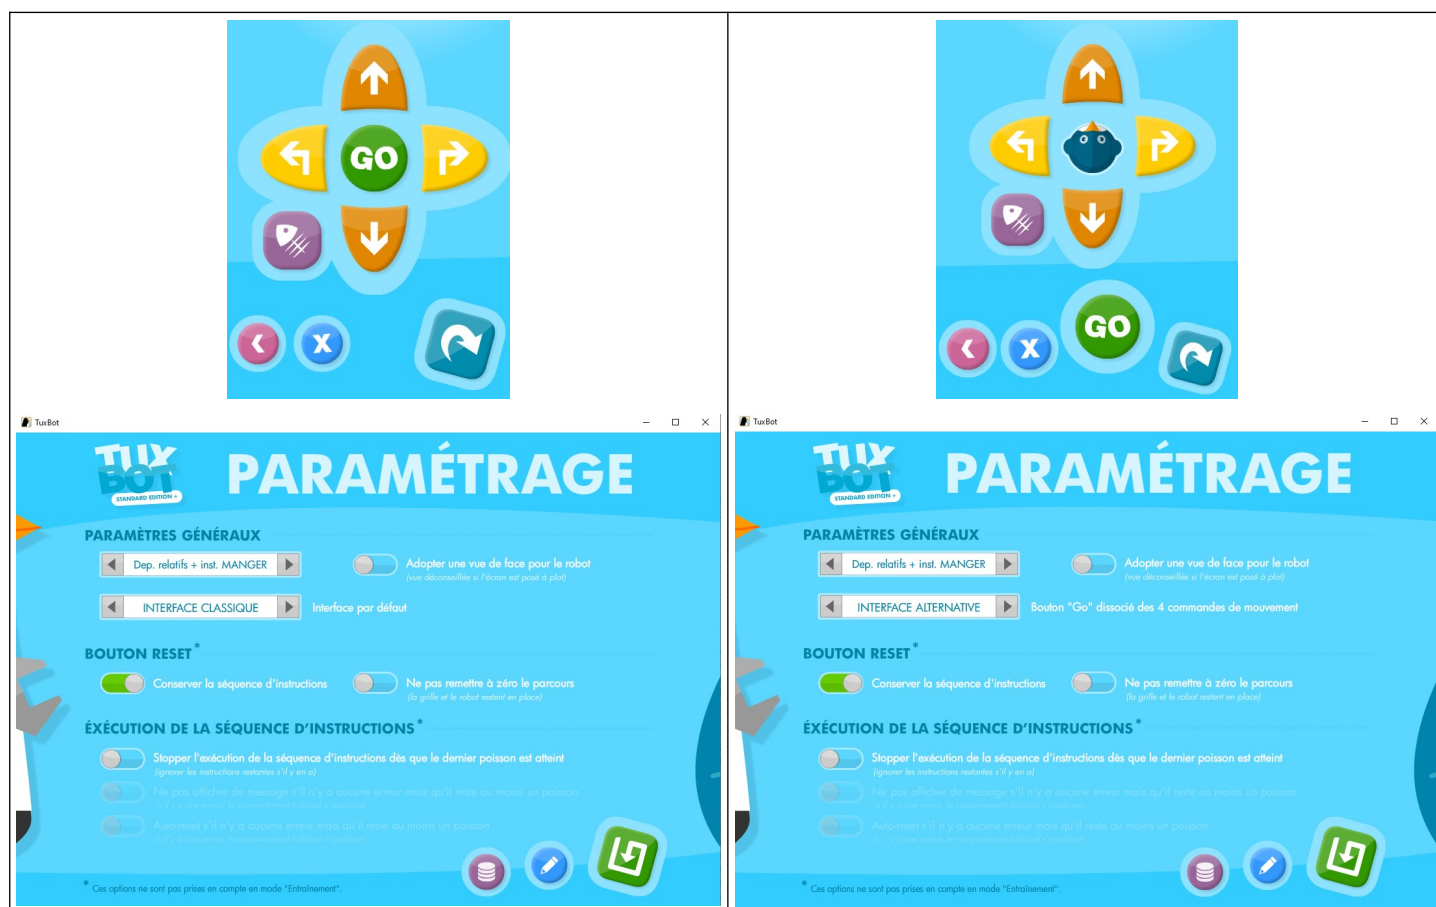 GO
X
GO
X
TuxBot
TUX
BOT
STANDARD EDITION +
PARAMÉTRAGE
PARAMÈTRES GÉNÉRAUX
Dep. relatifs + inst. MANGER
Adopter une vue de face pour le robot
(vue déconseillée si l'écran est posé à plat)
INTERFACE CLASSIQUE
Interface par défaut
BOUTON RESET*
Conserver la séquence d'instructions
Ne pas remettre à zéro le parcours
(la grille et le robot restent en place)
ÉXÉCUTION DE LA SÉQUENCE D'INSTRUCTIONS*
Stopper l'exécution de la séquence d'instructions dès que le dernier poisson est atteint
(ignorer les instructions restantes s'il y en a)
Ne pas afficher de message s'il n'y a aucune erreur mais qu'il reste au moins un poisson
Auto-reset s'il n'y a aucune erreur mais qu'il reste au moins un poisson
* Ces options ne sont pas prises en compte en mode "Entraînement".
TuxBot
TUX
BOT
STANDARD EDITION +
PARAMÉTRAGE
PARAMÈTRES GÉNÉRAUX
Dep. relatifs + inst. MANGER
Adopter une vue de face pour le robot
(vue déconseillée si l'écran est posé à plat)
INTERFACE ALTERNATIVE
Bouton "Go" dissocié des 4 commandes de mouvement
BOUTON RESET*
Conserver la séquence d'instructions
Ne pas remettre à zéro le parcours
(la grille et le robot restent en place)
ÉXÉCUTION DE LA SÉQUENCE D'INSTRUCTIONS*
Stopper l'exécution de la séquence d'instructions dès que le dernier poisson est atteint
(ignorer les instructions restantes s'il y en a)
Ne pas afficher de message s'il n'y a aucune erreur mais qu'il reste au moins un poisson
Auto-reset s'il n'y a aucune erreur mais qu'il reste au moins un poisson
* Ces options ne sont pas prises en compte en mode "Entraînement".